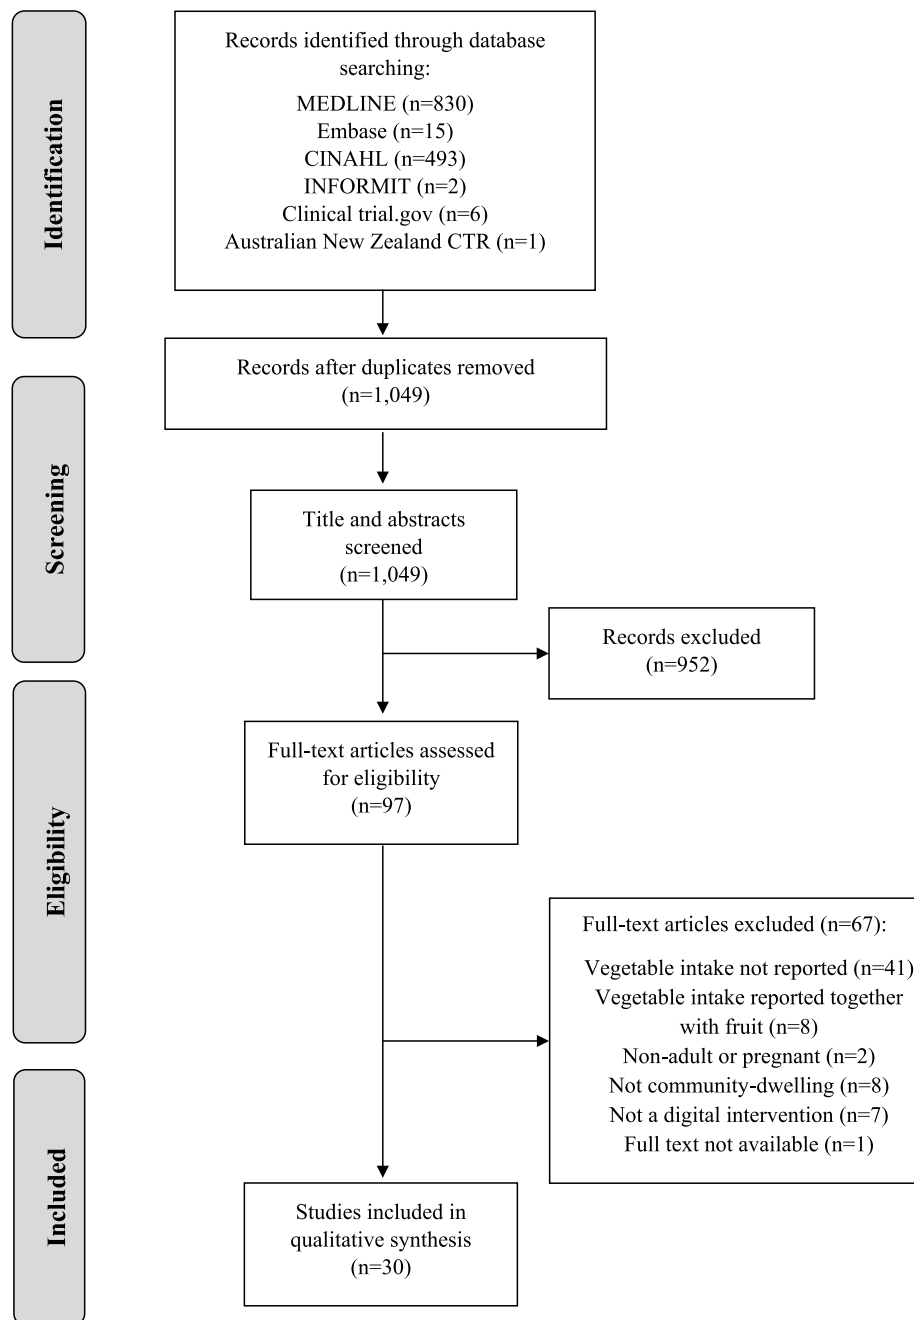 Identification
Records identified through database
searching:
MEDLINE (n=830)
Embase (n=15)
CINAHL (n=493)
INFORMIT (n=2)
Clinical trial.gov (n=6)
Australian New Zealand CTR (n=1)
Records after duplicates removed
(n=1,049)
Screening
Title and abstracts
screened
(n=1,049)
Records excluded
(n=952)
Eligibility
Full-text articles assessed
for eligibility
(n=97)
Full-text articles excluded (n=67):
Vegetable intake not reported (n=41)
Vegetable intake reported together
with fruit (n=8)
Non-adult or pregnant (n=2)
Not community-dwelling (n=8)
Not a digital intervention (n=7)
Full text not available (n=1)
Included
Studies included in
qualitative synthesis
(n=30)